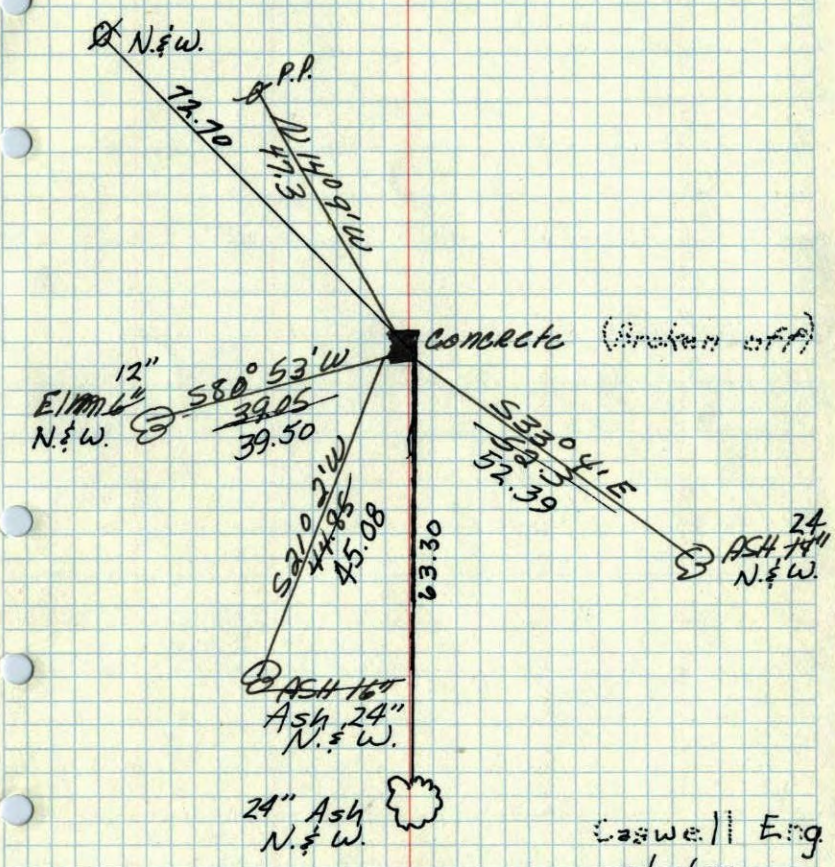 N.&W.
P.P.
72.70
N 14° 9' W
47.3
Concrete (Broken off)
12"
Elm 6"
N.&W.
S80° 53' W
39.05
39.50
S33° 4' E
52.39
24
ASH 14"
N.&W.
S21° 2' W
44.85
45.08
63.30
ASH 16"
Ash 24"
N.&W.
24" Ash
N.&W.
Caswell Eng.